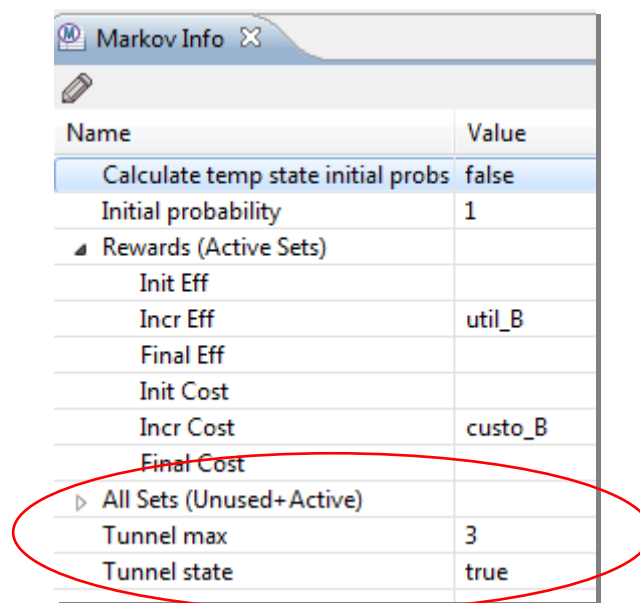 Markov Info
Name Value
Calculate temp state initial probs false
Initial probability 1
Rewards (Active Sets)
Init Eff
Incr Eff util_B
Final Eff
Init Cost
Incr Cost custo_B
Final Cost
All Sets (Unused+Active)
Tunnel max 3
Tunnel state true